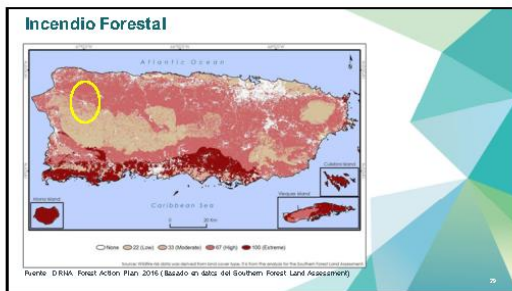 Incendio Forestal
Atlantic Ocean
Culebra Island
Mona Island
Vieques Island
Caribbean Sea
None 22 (Low) 33 (Moderate) 67 (High) 100 (Extreme)
Fuente DRNA Forest Action Plan 2016 (Basado en datos del Southern Forest Land Assessment)
29